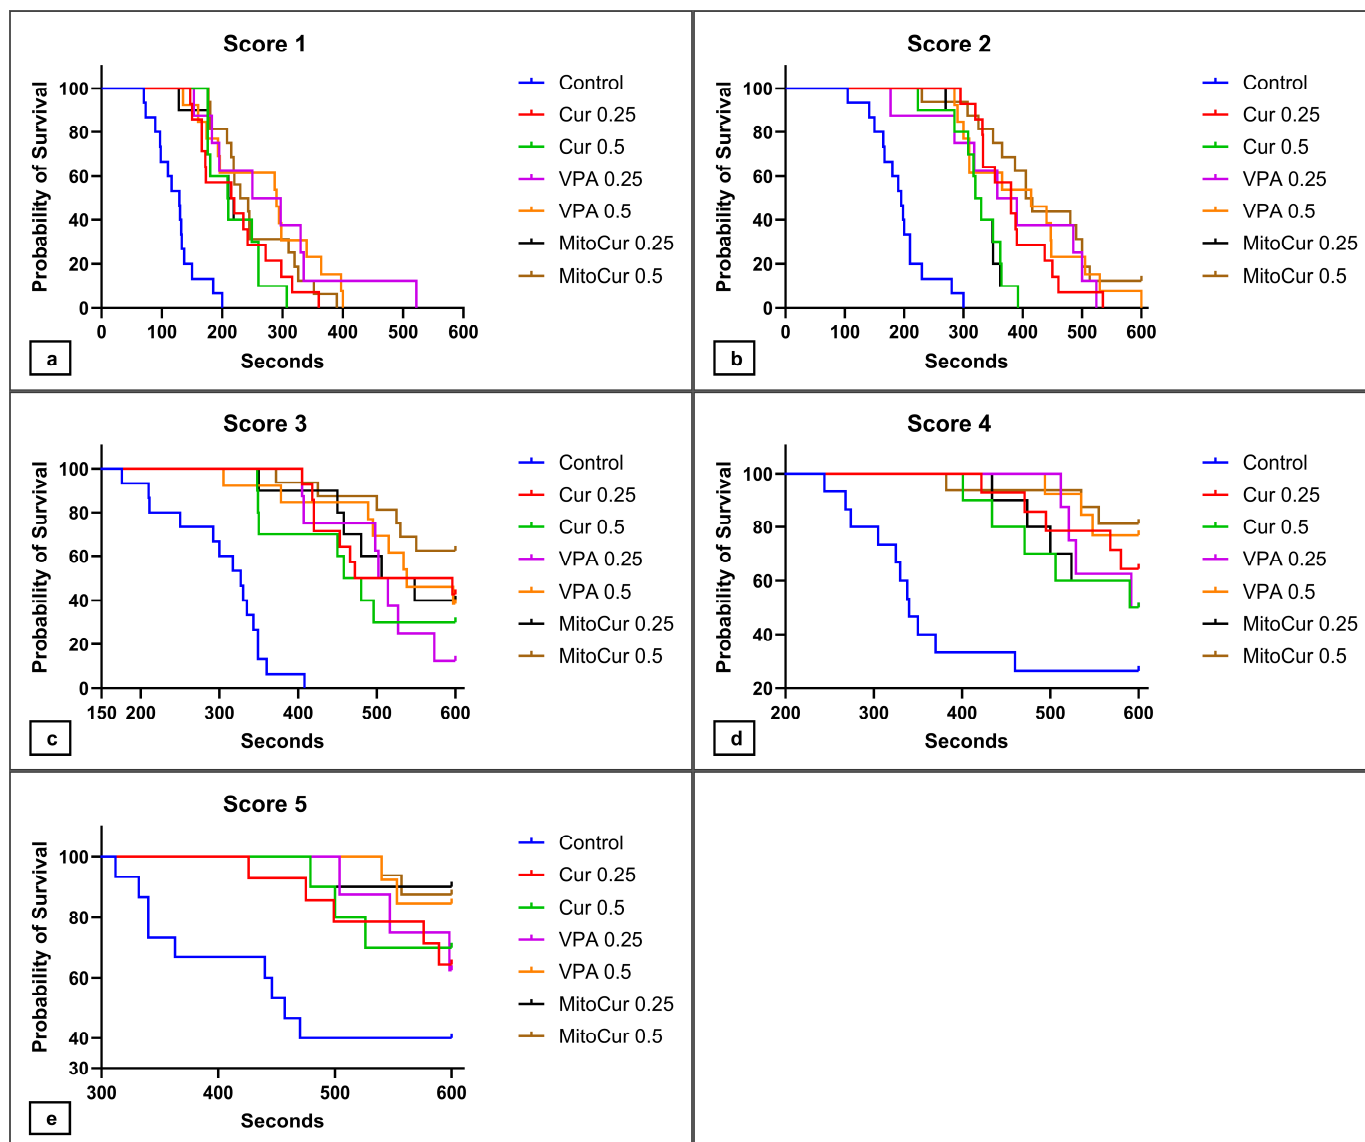 Score 1
Probability of Survival
100
80
60
40
20
0
0 100 200 300 400 500 600
Seconds
Control
Cur 0.25
Cur 0.5
VPA 0.25
VPA 0.5
MitoCur 0.25
MitoCur 0.5
a
Score 2
Probability of Survival
100
80
60
40
20
0
0 100 200 300 400 500 600
Seconds
Control
Cur 0.25
Cur 0.5
VPA 0.25
VPA 0.5
MitoCur 0.25
MitoCur 0.5
b
Score 3
Probability of Survival
100
80
60
40
20
0
150 200 300 400 500 600
Seconds
Control
Cur 0.25
Cur 0.5
VPA 0.25
VPA 0.5
MitoCur 0.25
MitoCur 0.5
c
Score 4
Probability of Survival
100
80
60
40
20
200 300 400 500 600
Seconds
Control
Cur 0.25
Cur 0.5
VPA 0.25
VPA 0.5
MitoCur 0.25
MitoCur 0.5
d
Score 5
Probability of Survival
100
80
60
40
30
300 400 500 600
Seconds
Control
Cur 0.25
Cur 0.5
VPA 0.25
VPA 0.5
MitoCur 0.25
MitoCur 0.5
e